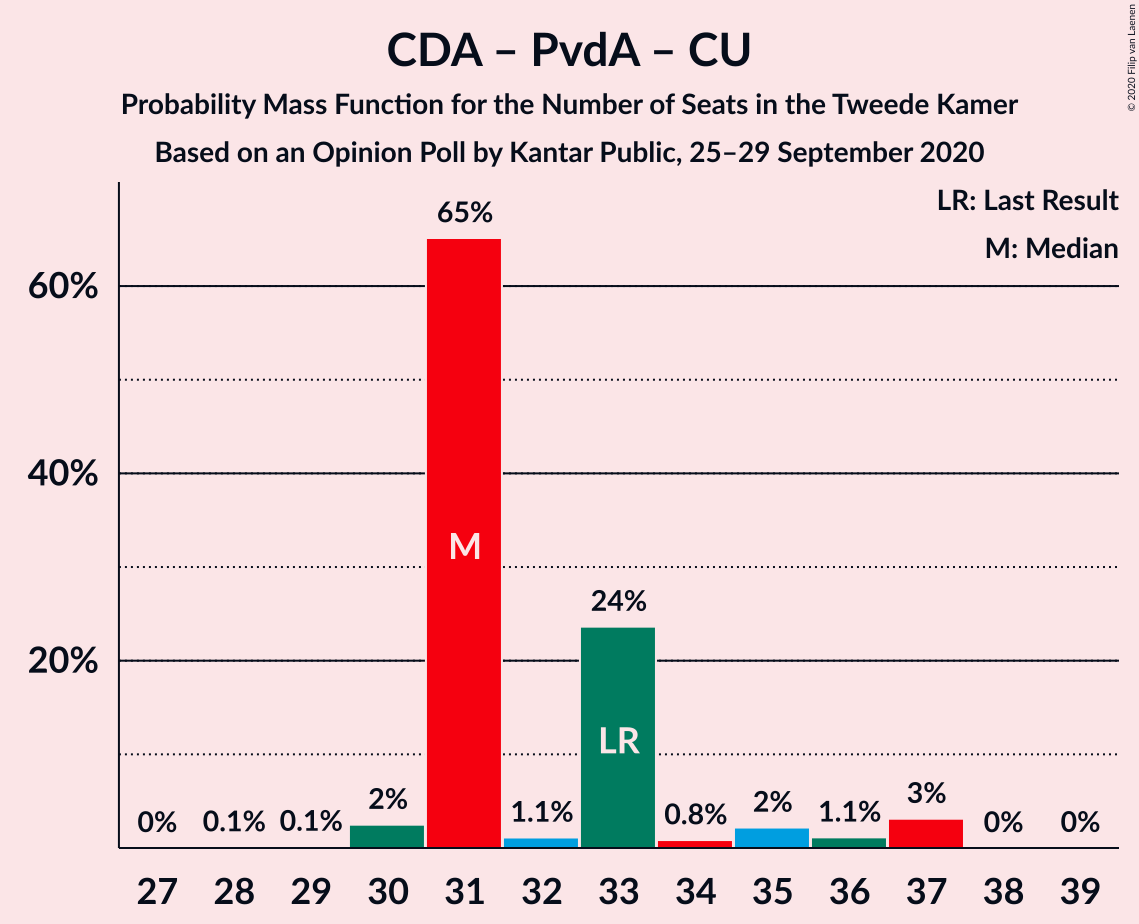 CDA – PvdA – CU
Probability Mass Function for the Number of Seats in the Tweede Kamer
Based on an Opinion Poll by Kantar Public, 25–29 September 2020
© 2020 Filip van Laenen
LR: Last Result
M: Median
65%
60%
40%
M
24%
20%
LR
0% 0.1% 0.1% 2% 1.1% 0.8% 2% 1.1% 3% 0% 0%
27 28 29 30 31 32 33 34 35 36 37 38 39